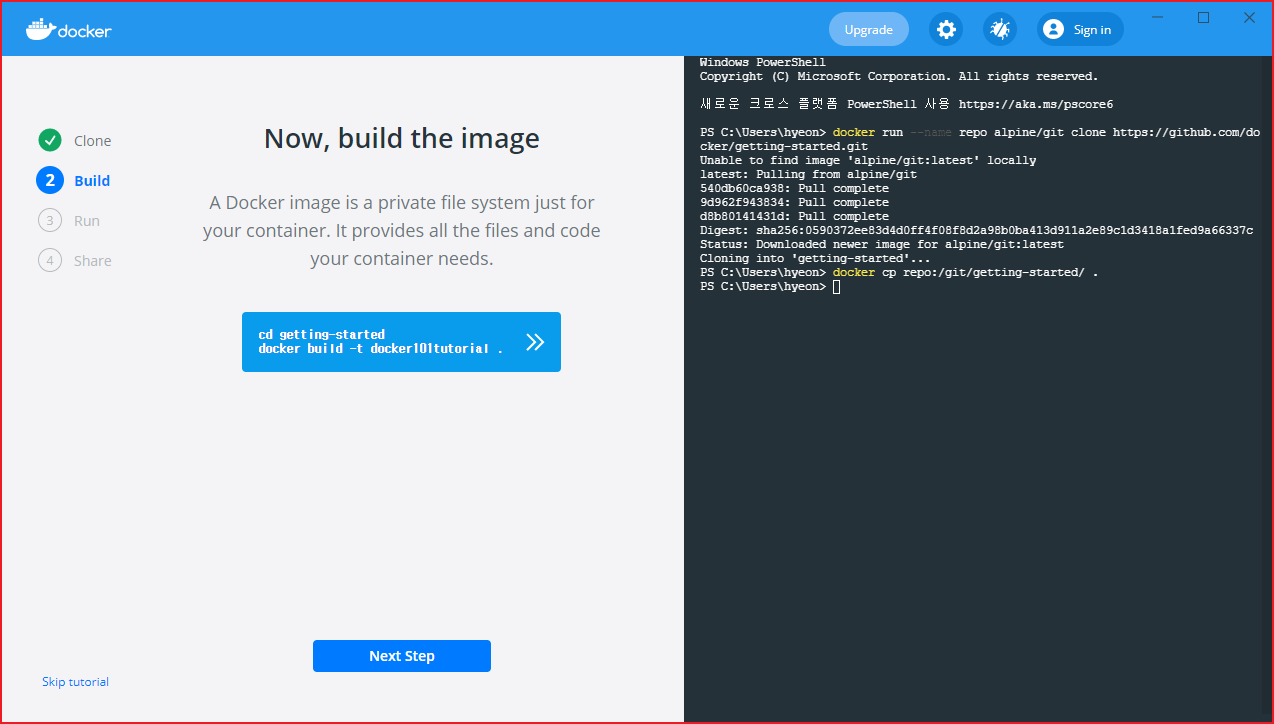 docker
Upgrade
Sign in
Clone
2 Build
3 Run
4 Share
Now, build the image
A Docker image is a private file system just for
your container. It provides all the files and code
your container needs.
cd getting-started
docker build -t docker101tutorial .
Next Step
Skip tutorial
Windows PowerShell
Copyright (C) Microsoft Corporation. All rights reserved.
새로운 크로스 플랫폼 PowerShell 사용 https://aka.ms/pscore6
PS C:\Users\hyeon> docker run --name repo alpine/git clone https://github.com/do
cker/getting-started.git
Unable to find image 'alpine/git:latest' locally
latest: Pulling from alpine/git
540db60ca938: Pull complete
9d962f943834: Pull complete
d8b80141431d: Pull complete
Digest: sha256:0590372ee83d4d0ff4f08f8d2a98b0ba413d911a2e89c1d3418a1fed9a66337c
Status: Downloaded newer image for alpine/git:latest
Cloning into 'getting-started'...
PS C:\Users\hyeon> docker cp repo:/git/getting-started/ .
PS C:\Users\hyeon>